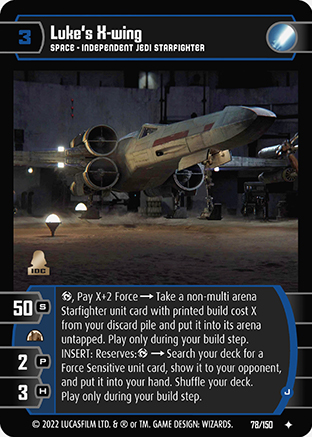 3
Luke's X-wing
SPACE - INDEPENDENT JEDI STARFIGHTER
IDC
50 S
2 P
3 H
, Pay X+2 Force → Take a non-multi arena
Starfighter unit card with printed build cost X
from your discard pile and put it into its arena
untapped. Play only during your build step.
INSERT: Reserves: → Search your deck for a
Force Sensitive unit card, show it to your opponent,
and put it into your hand. Shuffle your deck.
Play only during your build step.
J
© 2022 LUCASFILM LTD. & ® or TM. GAME DESIGN: WIZARDS. 78/150